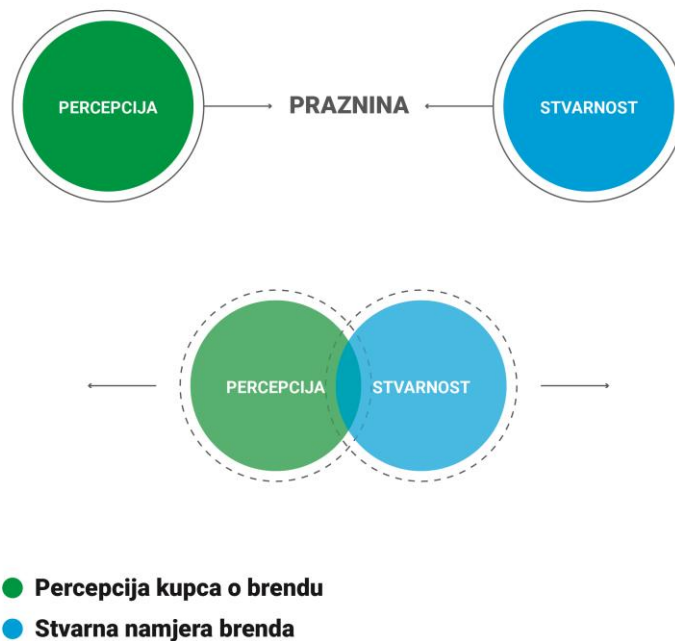 PERCEPCIJA
PRAZNINA
STVARNOST
PERCEPCIJA
STVARNOST
Percepcija kupca o brendu
Stvarna namjera brenda